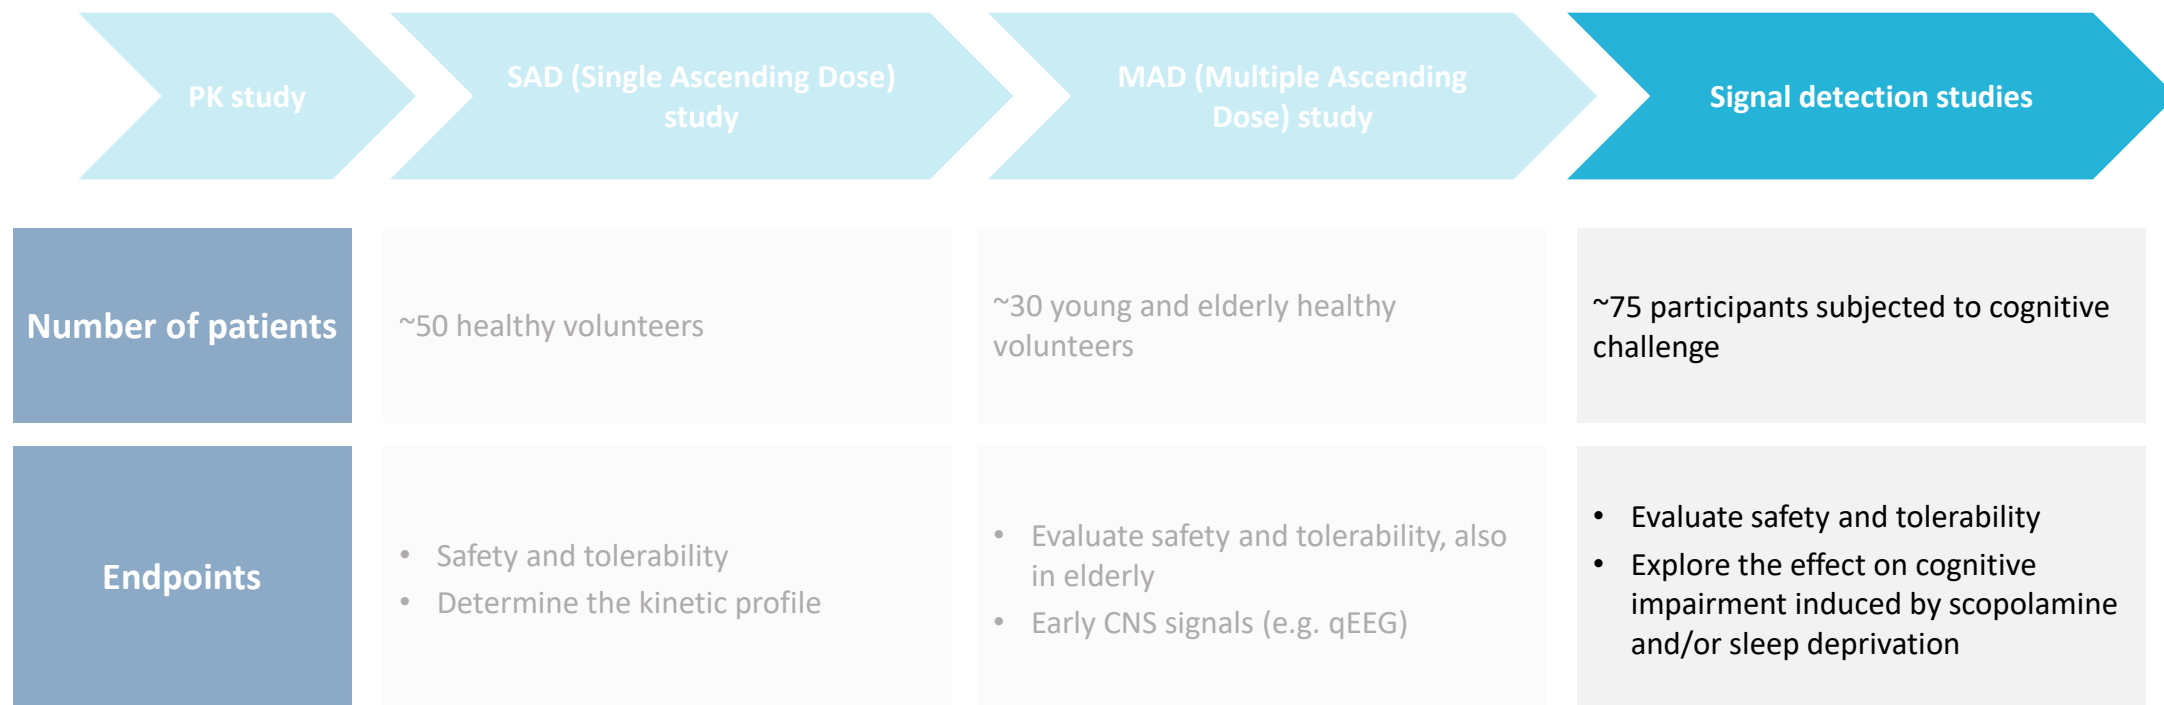 PK study
SAD (Single Ascending Dose)
study
MAD (Multiple Ascending
Dose) study
Signal detection studies
Number of patients
~50 healthy volunteers
~30 young and elderly healthy
volunteers
~75 participants subjected to cognitive
challenge
Endpoints
• Safety and tolerability
• Determine the kinetic profile
• Evaluate safety and tolerability, also
in elderly
• Early CNS signals (e.g. qEEG)
• Evaluate safety and tolerability
• Explore the effect on cognitive
impairment induced by scopolamine
and/or sleep deprivation